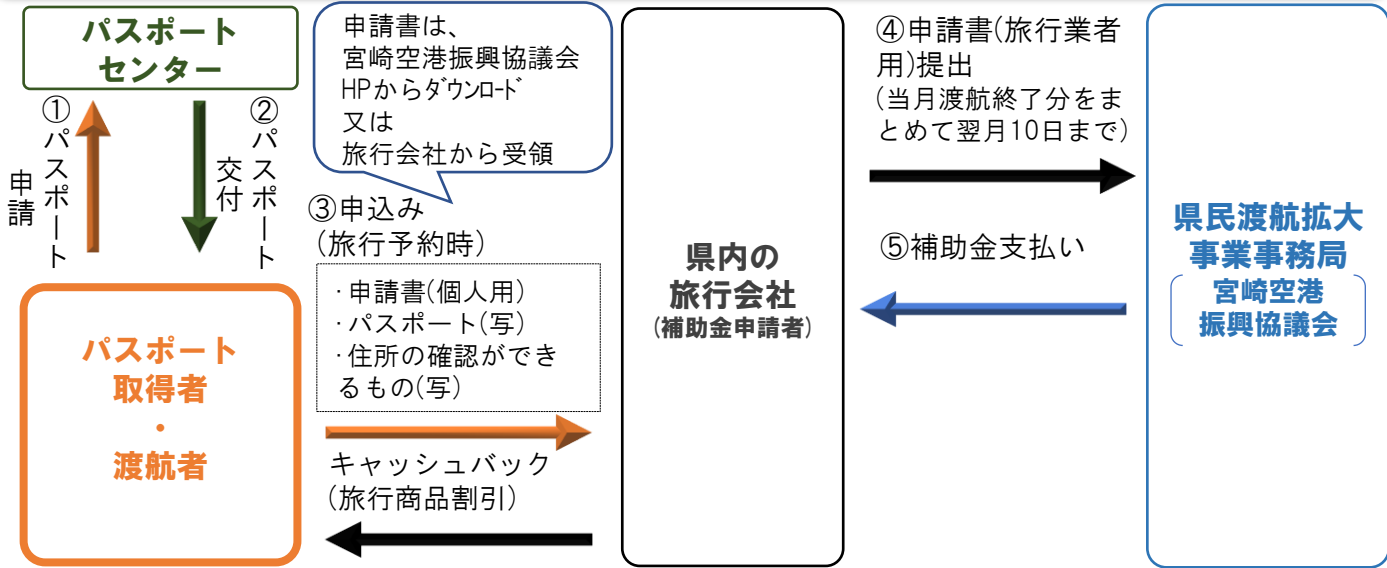 パスポート
センター
①パスポート
申請
②パスポート
交付
申請書は、
宮崎空港振興協議会
HPからダウンロード
又は
旅行会社から受領
③申込み
(旅行予約時)
・申請書(個人用)
・パスポート(写)
・住所の確認ができ
るもの(写)
キャッシュバック
(旅行商品割引)
パスポート
取得者
・
渡航者
県内の
旅行会社
(補助金申請者)
④申請書(旅行業者
用)提出
(当月渡航終了分をま
とめて翌月10日まで)
⑤補助金支払い
県民渡航拡大
事業事務局
宮崎空港
振興協議会